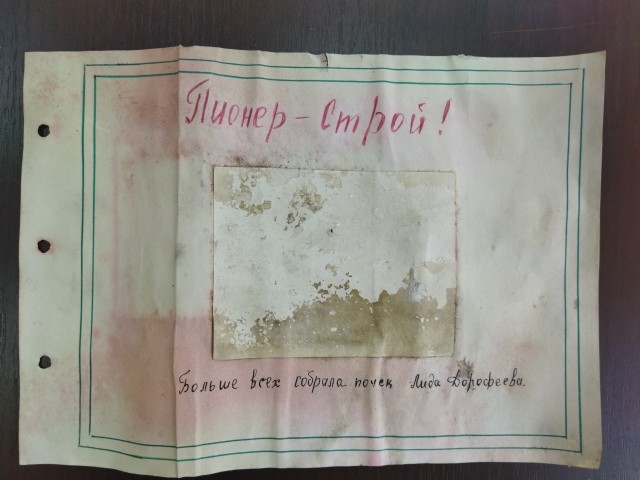 Пионер - строй!
Больше всех собрала почек Лида Дорофеева.